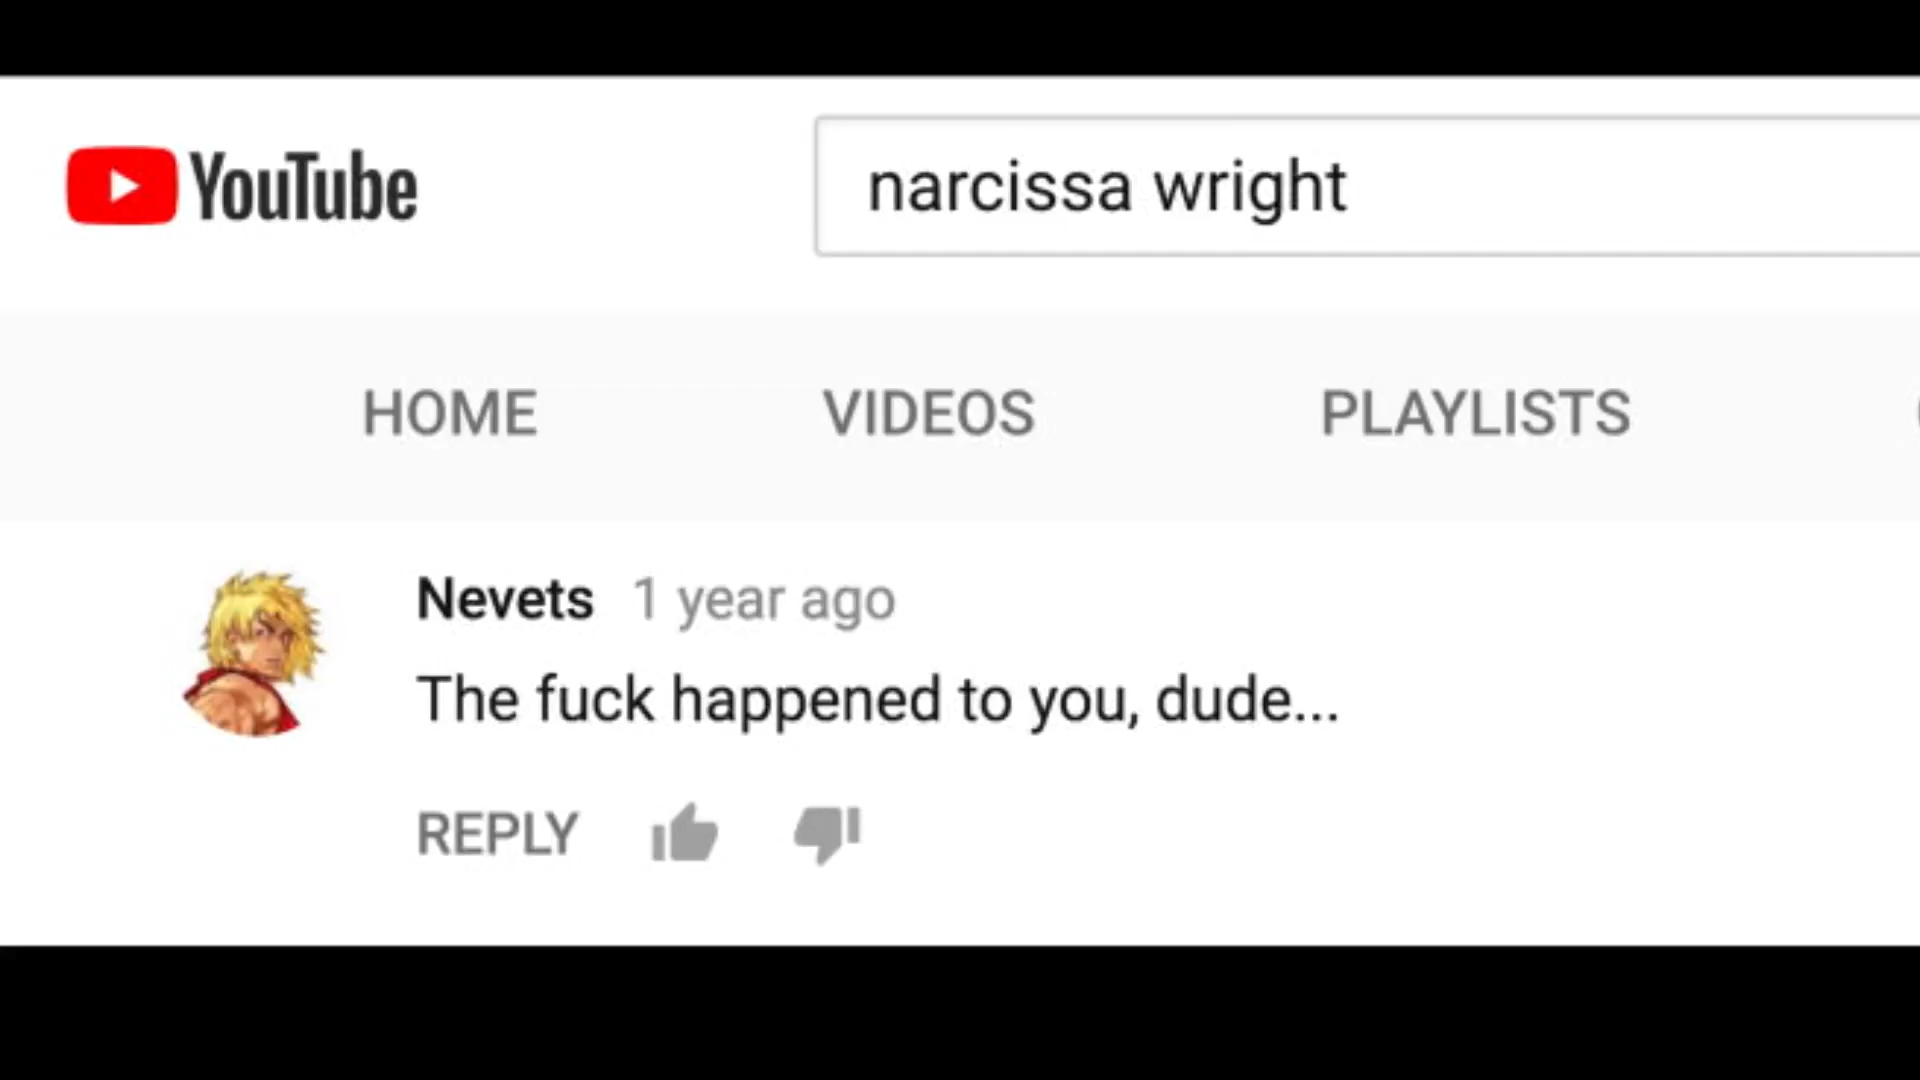 YouTube
narcissa wright
HOME VIDEOS PLAYLISTS
Nevets 1 year ago
The fuck happened to you, dude...
REPLY